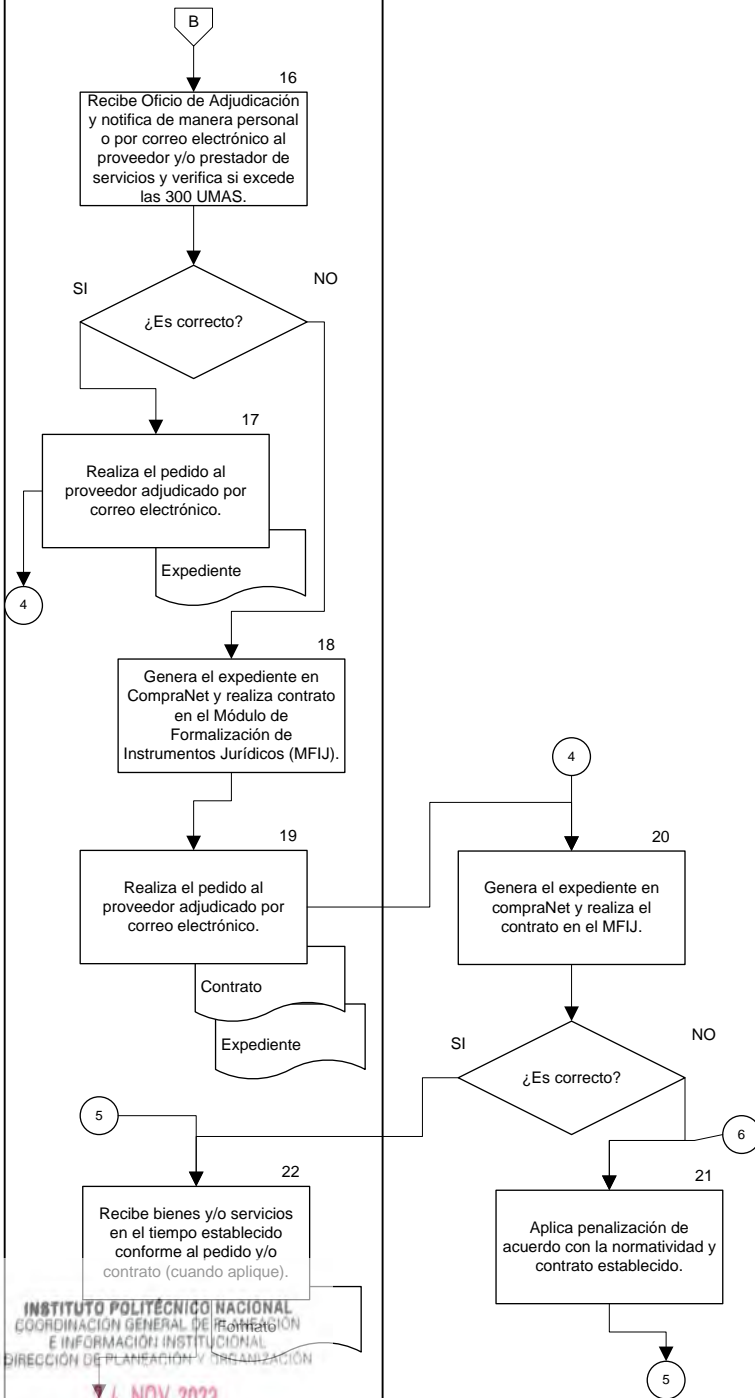 B
16
Recibe Oficio de Adjudicación
y notifica de manera personal
o por correo electrónico al
proveedor y/o prestador de
servicios y verifica si excede
las 300 UMAS.
SI
NO
¿Es correcto?
17
Realiza el pedido al
proveedor adjudicado por
correo electrónico.
Expediente
4
18
Genera el expediente en
CompraNet y realiza contrato
en el Módulo de
Formalización de
Instrumentos Jurídicos (MFIJ).
19
Realiza el pedido al
proveedor adjudicado por
correo electrónico.
Contrato
Expediente
4
20
Genera el expediente en
compraNet y realiza el
contrato en el MFIJ.
SI
NO
¿Es correcto?
6
21
Aplica penalización de
acuerdo con la normatividad y
contrato establecido.
5
5
22
Recibe bienes y/o servicios
en el tiempo establecido
conforme al pedido y/o
contrato (cuando aplique).
Formato
INSTITUTO POLITÉCNICO NACIONAL
COORDINACIÓN GENERAL DE PLANEACIÓN
E INFORMACIÓN INSTITUCIONAL
DIRECCIÓN DE PLANEACIÓN Y ORGANIZACIÓN
NOV 2023